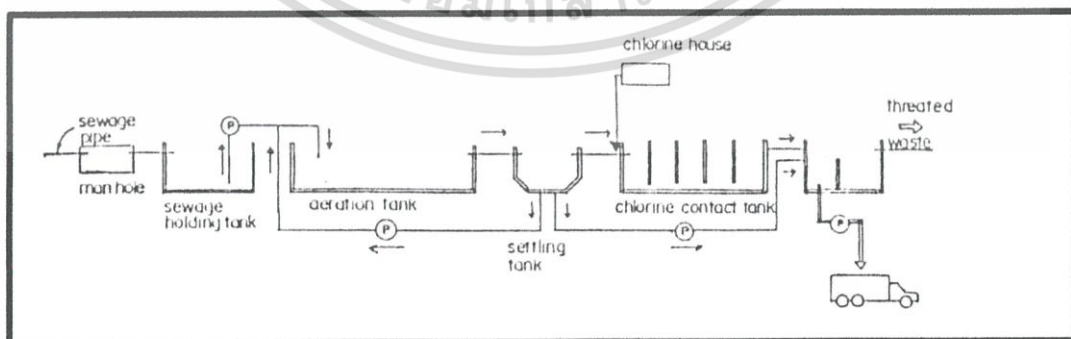 chlorine house
sewage
pipe
man hole
sewage
holding tank
P
aeration tank
P
settling
tank
chlorine contact tank
P
threated
waste
P